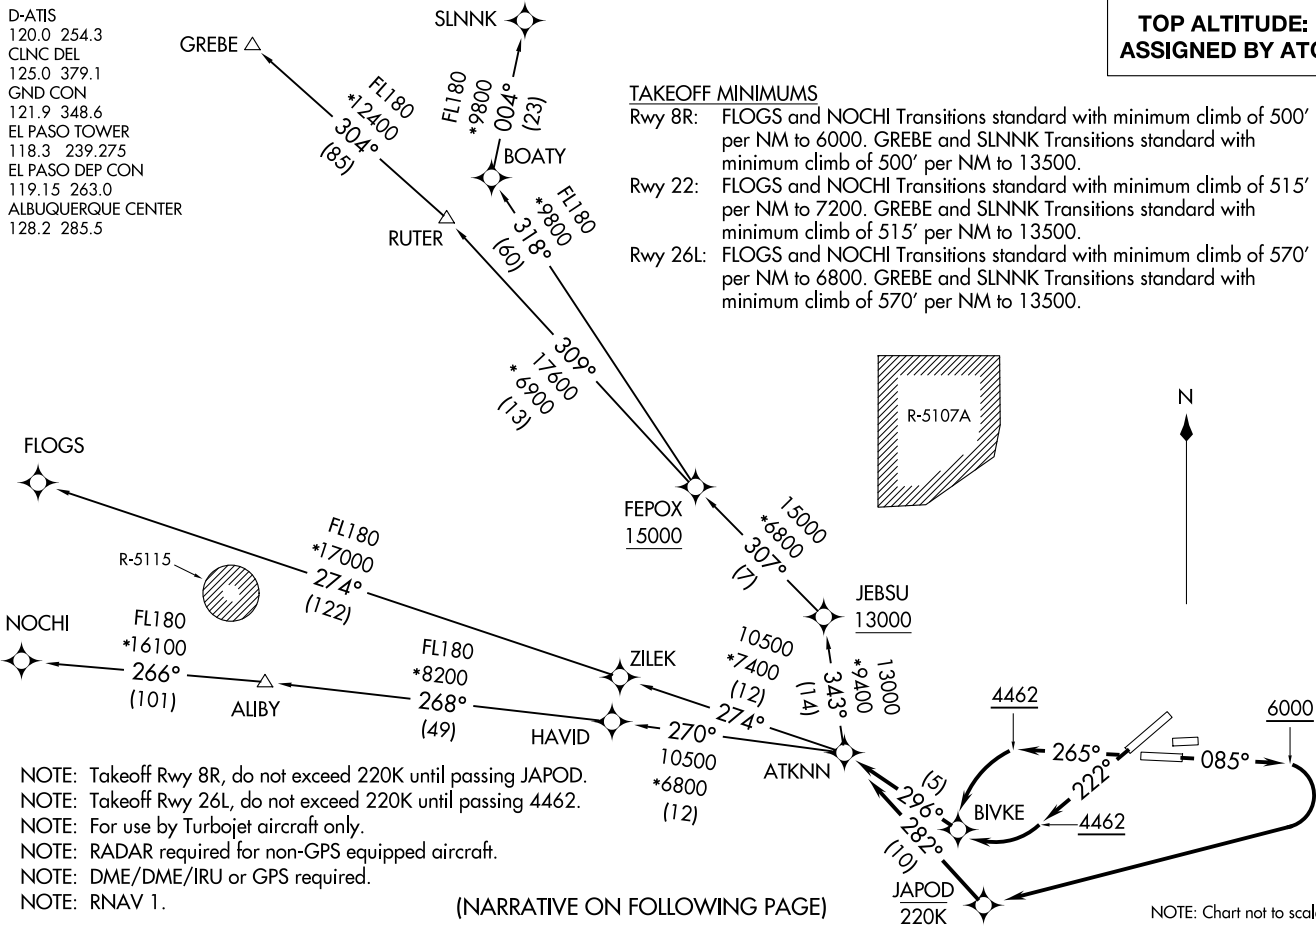 D-ATIS
120.0 254.3
CLNC DEL
125.0 379.1
GND CON
121.9 348.6
EL PASO TOWER
118.3 239.275
EL PASO DEP CON
119.15 263.0
ALBUQUERQUE CENTER
128.2 285.5
TOP ALTITUDE:
ASSIGNED BY ATC
TAKEOFF MINIMUMS
Rwy 8R: FLOGS and NOCHI Transitions standard with minimum climb of 500'
per NM to 6000. GREBE and SLNNK Transitions standard with
minimum climb of 500' per NM to 13500.
Rwy 22: FLOGS and NOCHI Transitions standard with minimum climb of 515'
per NM to 7200. GREBE and SLNNK Transitions standard with
minimum climb of 515' per NM to 13500.
Rwy 26L: FLOGS and NOCHI Transitions standard with minimum climb of 570'
per NM to 6800. GREBE and SLNNK Transitions standard with
minimum climb of 570' per NM to 13500.
SLNNK
GREBE
FL180
*9800
004°
(23)
BOATY
FL180
*12400
304°
(85)
RUTER
FL180
*9800
318°
(60)
309°
17600
*6900
(13)
R-5107A
N
FLOGS
FEPOX
15000
15000
*6800
307°
(7)
JEBSU
13000
R-5115
FL180
*17000
274°
(122)
NOCHI
FL180
*16100
266°
(101)
ALIBY
FL180
*8200
268°
(49)
ZILEK
HAVID
10500
*7400
(12)
274°
270°
10500
*6800
(12)
13000
*9400
343°
(14)
ATKNN
4462
6000
265°
085°
222°
4462
(5)
296°
BIVKE
282°
(10)
JAPOD
220K
NOTE: Takeoff Rwy 8R, do not exceed 220K until passing JAPOD.
NOTE: Takeoff Rwy 26L, do not exceed 220K until passing 4462.
NOTE: For use by Turbojet aircraft only.
NOTE: RADAR required for non-GPS equipped aircraft.
NOTE: DME/DME/IRU or GPS required.
NOTE: RNAV 1.
(NARRATIVE ON FOLLOWING PAGE)
NOTE: Chart not to scale